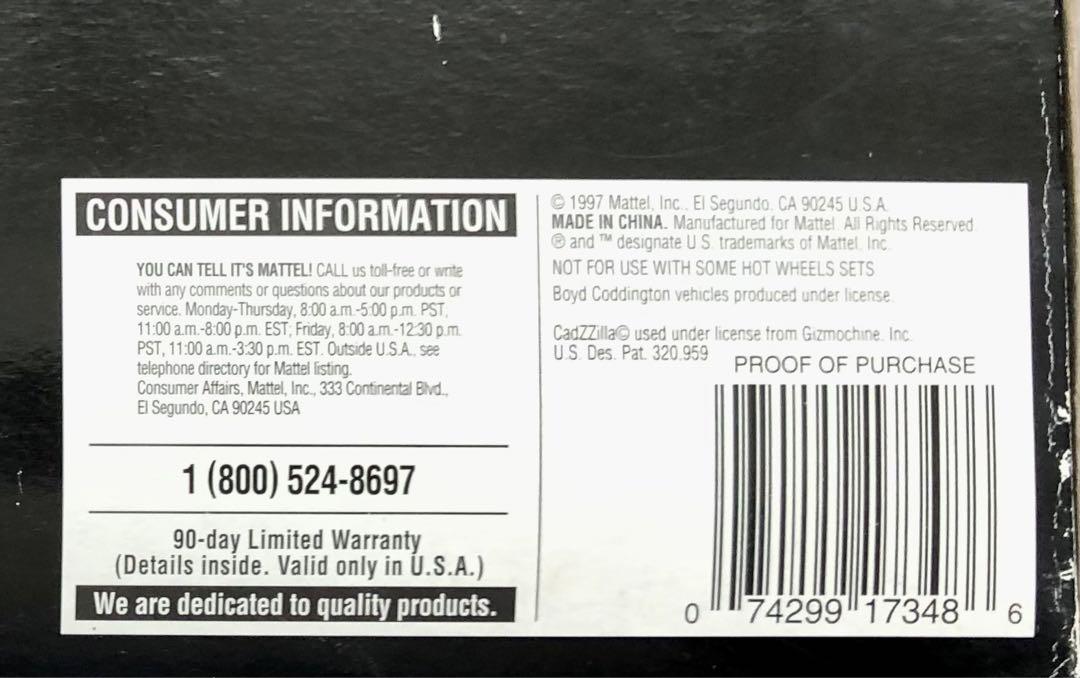 CONSUMER INFORMATION
YOU CAN TELL IT'S MATTEL! CALL us toll-free or write
with any comments or questions about our products or
service. Monday-Thursday, 8:00 a.m.-5:00 p.m. PST,
11:00 a.m.-8:00 p.m. EST; Friday, 8:00 a.m.-12:30 p.m.
PST, 11:00 a.m.-3:30 p.m. EST. Outside U.S.A., see
telephone directory for Mattel listing.
Consumer Affairs, Mattel, Inc., 333 Continental Blvd.,
El Segundo, CA 90245 USA
1 (800) 524-8697
90-day Limited Warranty
(Details inside. Valid only in U.S.A.)
We are dedicated to quality products.
© 1997 Mattel, Inc., El Segundo, CA 90245 U.S.A.
MADE IN CHINA. Manufactured for Mattel. All Rights Reserved.
® and ™ designate U.S. trademarks of Mattel, Inc.
NOT FOR USE WITH SOME HOT WHEELS SETS
Boyd Coddington vehicles produced under license.
CadZZilla© used under license from Gizmochine, Inc.
U.S. Des. Pat. 320,959
PROOF OF PURCHASE
0 74299 17348 6